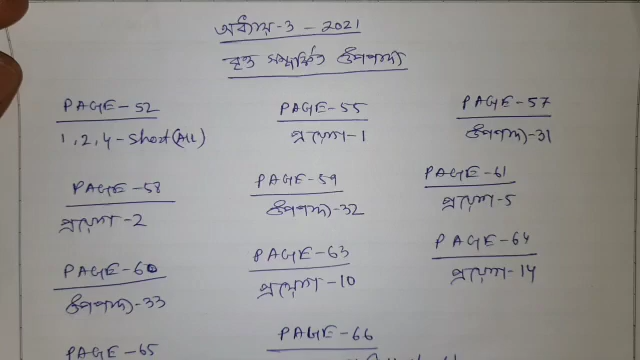 অধ্যায়-3 - 2021
বৃত্ত সম্পর্কিত উপপাদ্য
PAGE-52
1, 2, 4 - Short (All)
PAGE-55
প্রয়োগ-1
PAGE-57
উপপাদ্য-31
PAGE-58
প্রয়োগ-2
PAGE-59
উপপাদ্য-32
PAGE-61
প্রয়োগ-5
PAGE-60
উপপাদ্য-33
PAGE-63
প্রয়োগ-10
PAGE-64
প্রয়োগ-14
PAGE-65
PAGE-66